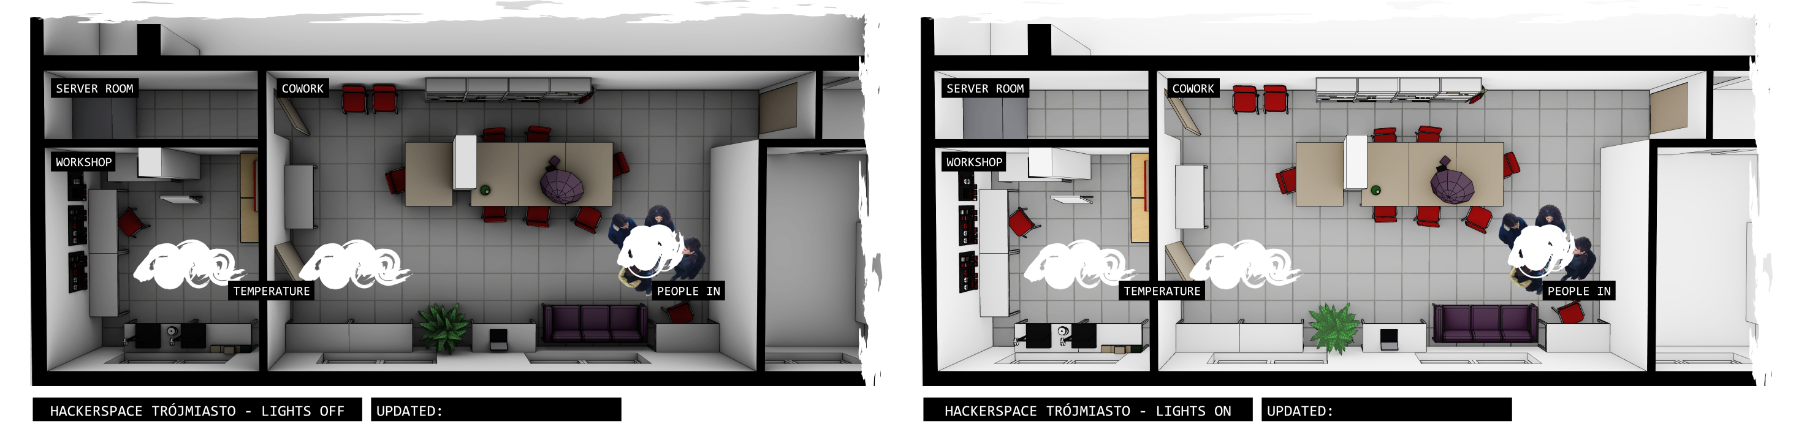 SERVER ROOM
COWORK
WORKSHOP
TEMPERATURE
PEOPLE IN
HACKERSPACE TRÓJMIASTO - LIGHTS OFF
UPDATED:
SERVER ROOM
COWORK
WORKSHOP
TEMPERATURE
PEOPLE IN
HACKERSPACE TRÓJMIASTO - LIGHTS ON
UPDATED: